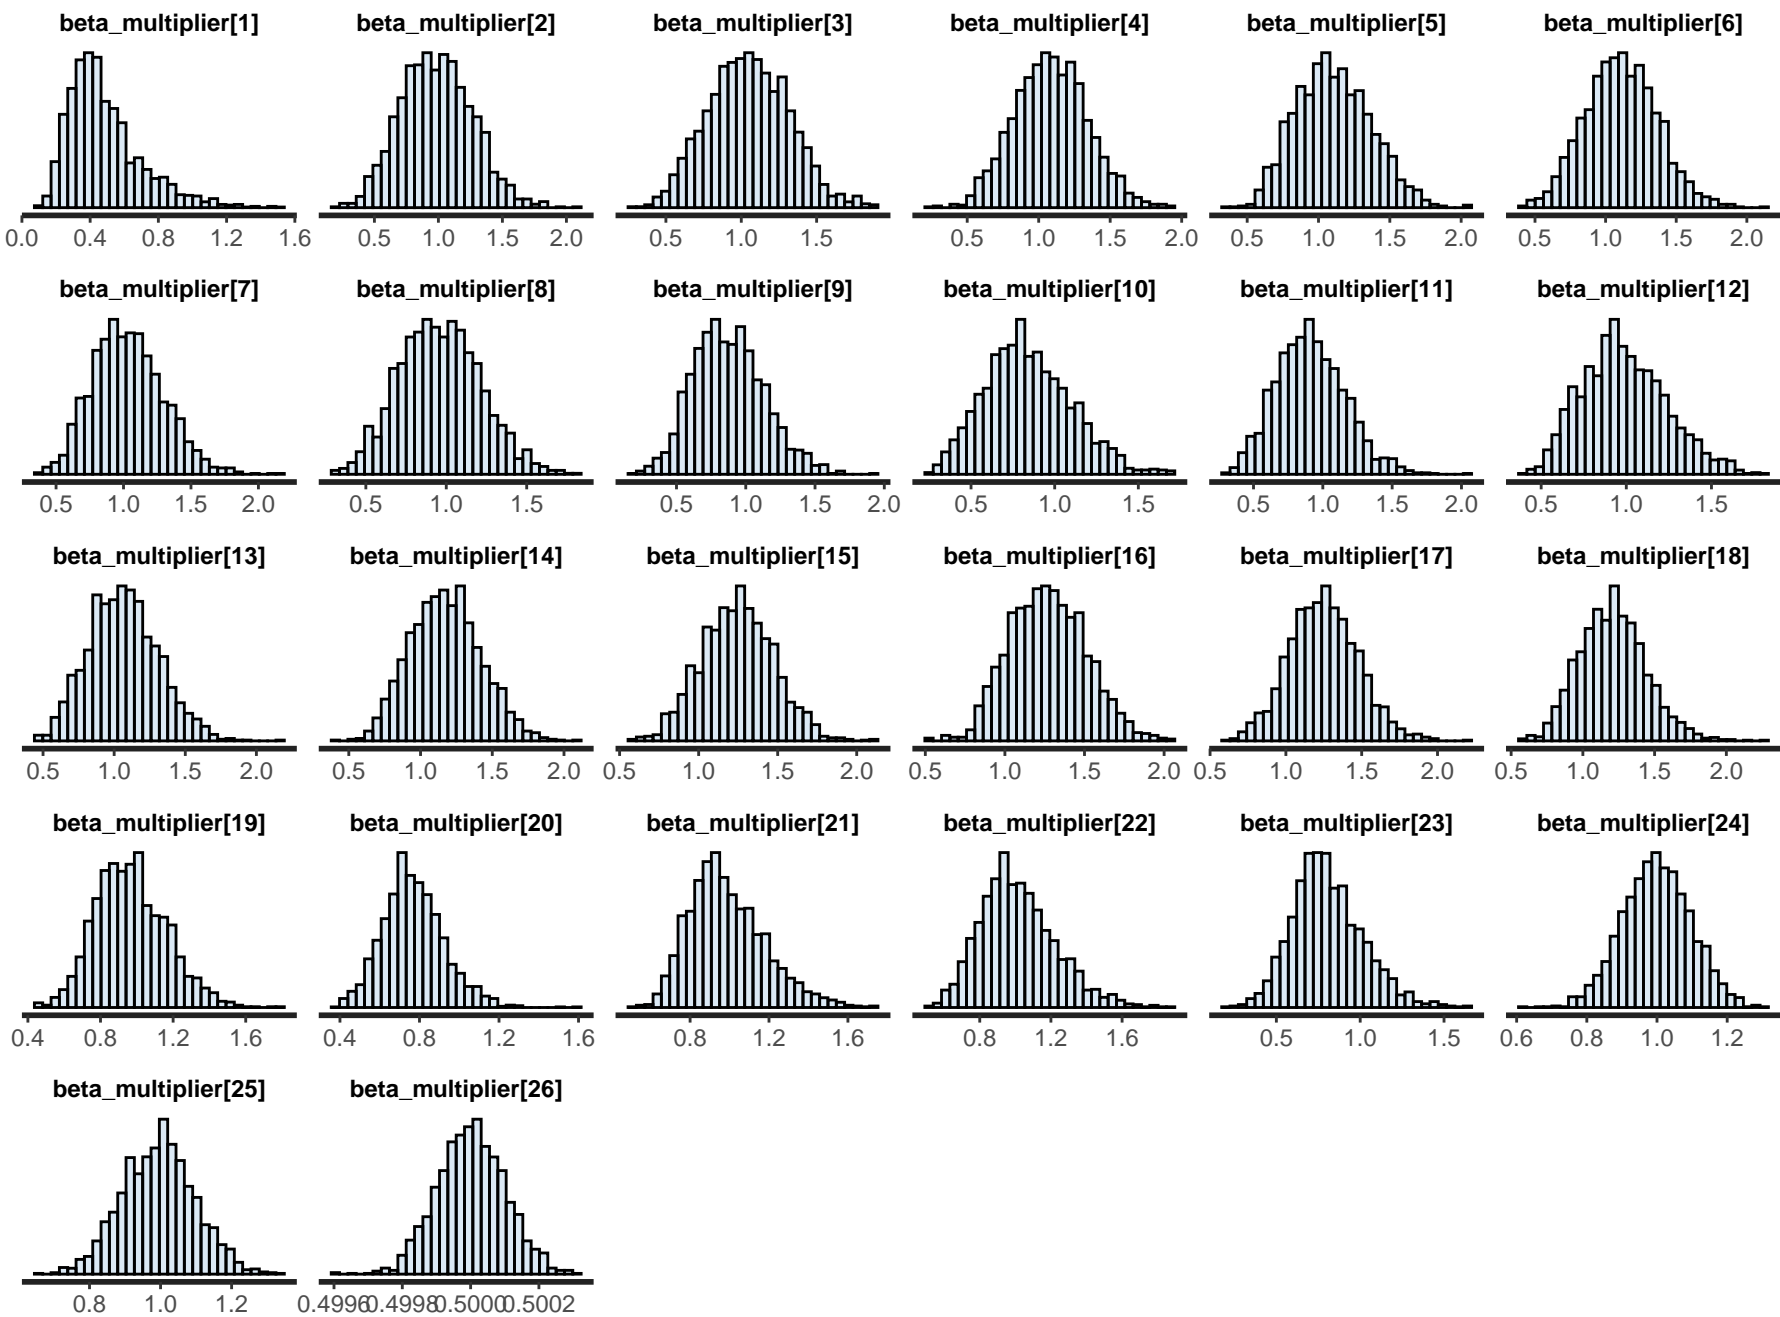 beta_multiplier[1] beta_multiplier[2] beta_multiplier[3] beta_multiplier[4] beta_multiplier[5] beta_multiplier[6]
0.0 0.4 0.8 1.2 1.6 0.5 1.0 1.5 2.0 0.5 1.0 1.5 0.5 1.0 1.5 2.0 0.5 1.0 1.5 2.0 0.5 1.0 1.5 2.0
beta_multiplier[7] beta_multiplier[8] beta_multiplier[9] beta_multiplier[10] beta_multiplier[11] beta_multiplier[12]
0.5 1.0 1.5 2.0 0.5 1.0 1.5 0.5 1.0 1.5 2.0 0.5 1.0 1.5 0.5 1.0 1.5 2.0 0.5 1.0 1.5
beta_multiplier[13] beta_multiplier[14] beta_multiplier[15] beta_multiplier[16] beta_multiplier[17] beta_multiplier[18]
0.5 1.0 1.5 2.0 0.5 1.0 1.5 2.0 0.5 1.0 1.5 2.0 0.5 1.0 1.5 2.0 0.5 1.0 1.5 2.0 0.5 1.0 1.5 2.0
beta_multiplier[19] beta_multiplier[20] beta_multiplier[21] beta_multiplier[22] beta_multiplier[23] beta_multiplier[24]
0.4 0.8 1.2 1.6 0.4 0.8 1.2 1.6 0.8 1.2 1.6 0.8 1.2 1.6 0.5 1.0 1.5 0.6 0.8 1.0 1.2
beta_multiplier[25] beta_multiplier[26]
0.8 1.0 1.2 0.4996 0.4998 0.5000 0.5002